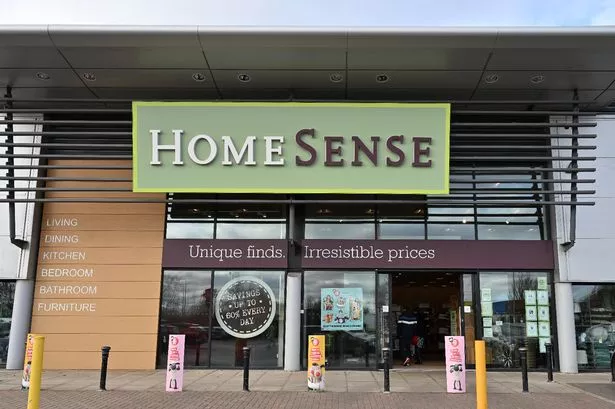 HOMESENSE
Unique finds. Irresistible prices
LIVING
DINING
KITCHEN
BEDROOM
BATHROOM
FURNITURE
SAVINGS
UP TO
60% EVERY
DAY